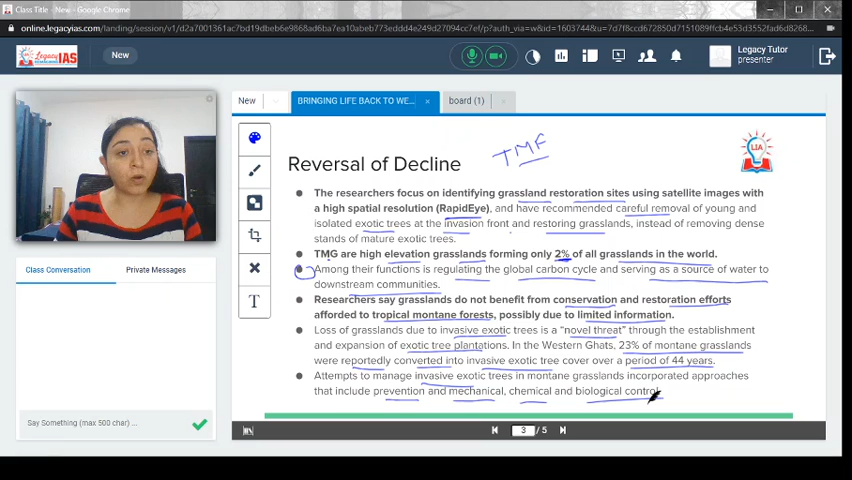 Class Title - New - Google Chrome
online.legacyias.com/landing/session/v1/d2a7001361ac7bd19dbeb6e9868ad6ba7ea10abeb773eddd4e249d27094cc7ef?p=1&ap_via=w&id=1603744&u=7d7f8ccd672850d7151089ffcb4e53d3552fad6d8268...
Legacy IAS
New
Legacy Tutor
presenter
New
BRINGING LIFE BACK TO WE...
board (1)
TMF
LIA
Reversal of Decline
The researchers focus on identifying grassland restoration sites using satellite images with
a high spatial resolution (RapidEye), and have recommended careful removal of young and
isolated exotic trees at the invasion front and restoring grasslands, instead of removing dense
stands of mature exotic trees.
TMG are high elevation grasslands forming only 2% of all grasslands in the world.
Among their functions is regulating the global carbon cycle and serving as a source of water to
downstream communities.
Researchers say grasslands do not benefit from conservation and restoration efforts
afforded to tropical montane forests, possibly due to limited information.
Loss of grasslands due to invasive exotic trees is a “novel threat” through the establishment
and expansion of exotic tree plantations. In the Western Ghats, 23% of montane grasslands
were reportedly converted into invasive exotic tree cover over a period of 44 years.
Attempts to manage invasive exotic trees in montane grasslands incorporated approaches
that include prevention and mechanical, chemical and biological control
T
Class Conversation
Private Messages
Say Something (max 500 char) ...
3 / 5